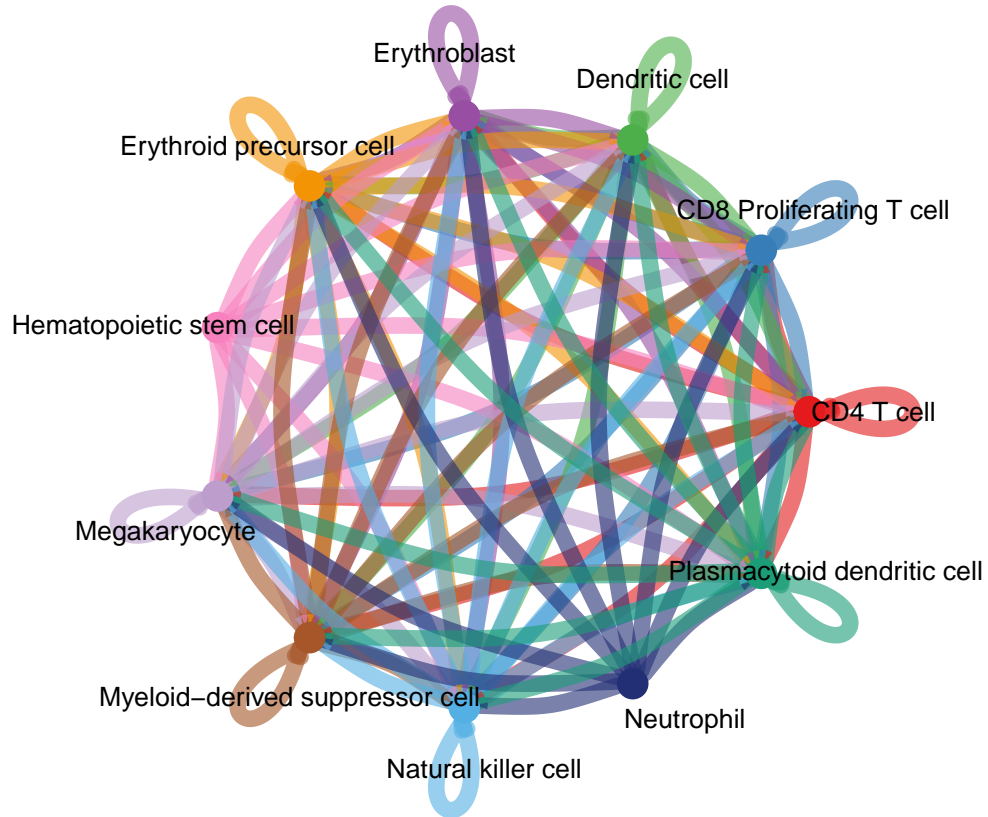 Erythroblast
Dendritic cell
Erythroid precursor cell
CD8 Proliferating T cell
Hematopoietic stem cell
CD4 T cell
Megakaryocyte
Plasmacytoid dendritic cell
Myeloid−derived suppressor cell
Neutrophil
Natural killer cell